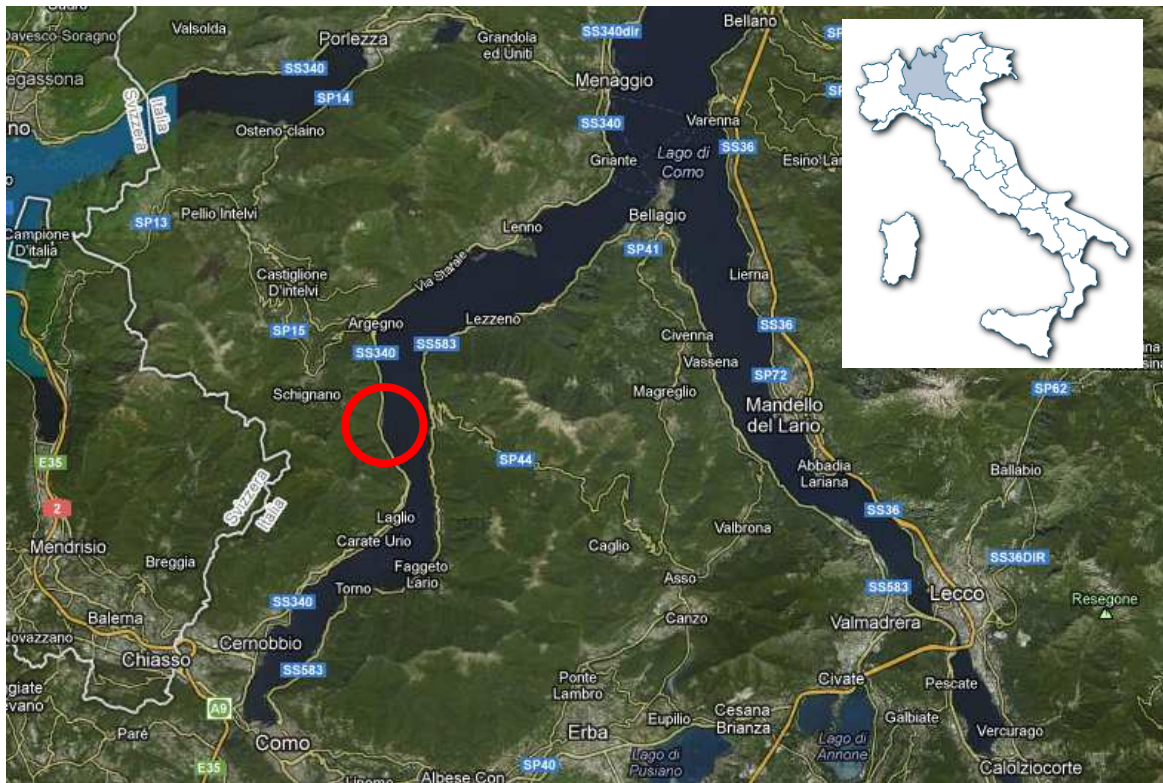 Davesco-Soragno
Valsolda
Porlezza
Grandola
ed Uniti
SS340dir
Bellano
SS340
Menaggio
SP14
Svizzera
Italia
Osteno-claino
SS340
Varenna
SS36
Lago di
Como
Esino
Griante
SP13
Pellio Intelvi
Bellagio
Campione
D'italia
Lenno
SP41
Via Statale
Castiglione
D'intelvi
Lierna
SP15
Argegno
Lezzeno
SS583
SS340
Civenna
SS36
Vassena
Schignano
Magreglio
SP72
SP62
Mandello
del Lario
E35
SP44
Abbadia
Lariana
Ballabio
2
Svizzera
Italia
Laglio
SS36
Mendrisio
Carate Urio
Valbrona
Breggia
Caglio
SS36DIR
Faggeto
Lario
Torno
Asso
SS583
Lecco
Resegone
SS340
Balerna
Canzo
Valmadrera
Novazzano
Cernobbio
Chiasso
SS583
Ponte
Lambro
Civate
Pescate
A9
Cesana
Brianza
Eupilio
Galbiate
Paré
Como
Erba
Vercurago
Lago di
Pusiano
Lago di
Annone
E35
SP40
Albese Con
Calolziocorte